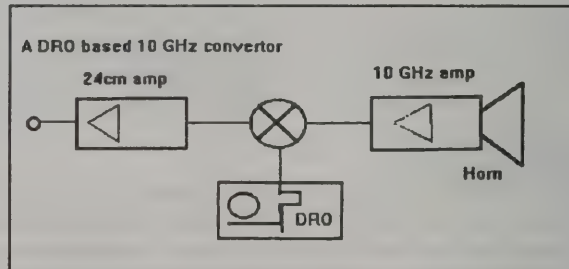 A DRO based 10 GHz convertor
24cm amp
10 GHz amp
Horn
DRO